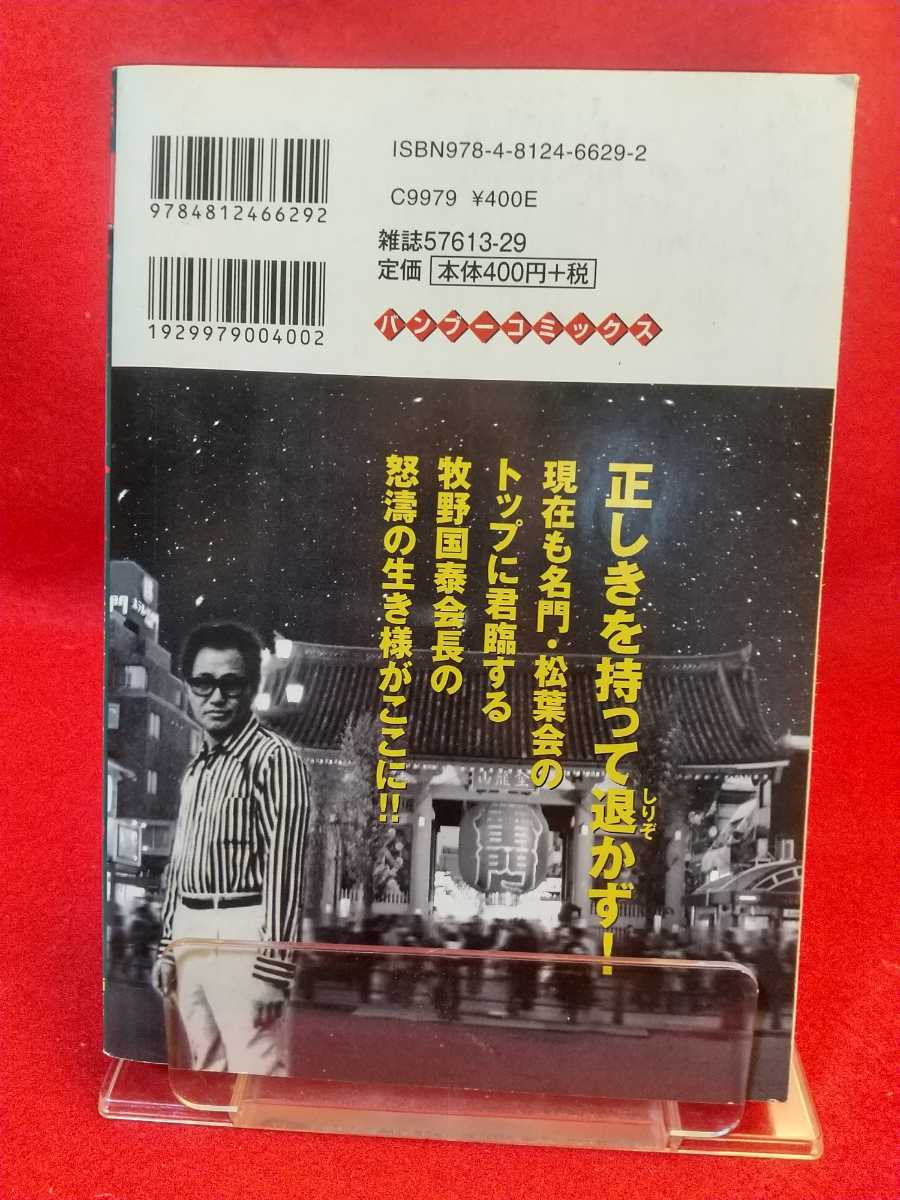 ISBN978-4-8124-6629-2
9784812466292
C9979 ¥400E
雑誌57613-29
定価 本体400円+税
1929979004002
バンブーコミックス
正しきを持って退かず!
しりぞ
現在も名門・松葉会の
トップに君臨する
牧野国泰会長の
怒濤の生き様がここに!!
雷門
金龍山